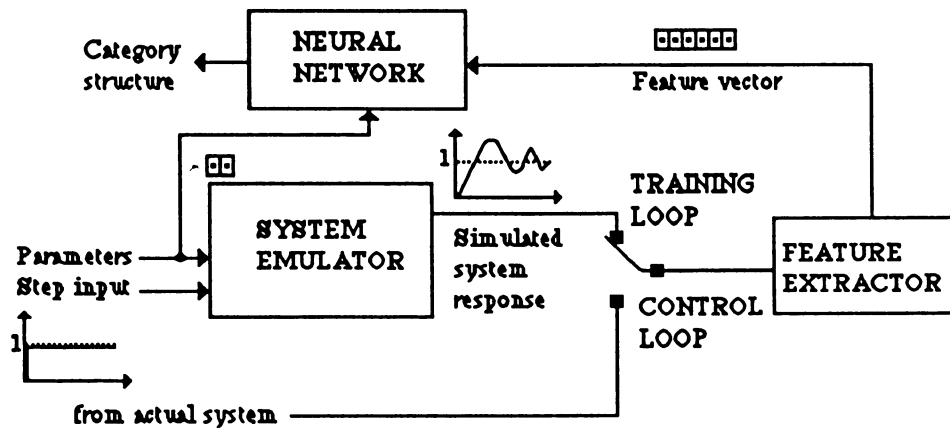 Category
structure
NEURAL
NETWORK
Feature vector
1
TRAINING
LOOP
SYSTEM
EMULATOR
Simulated
system
response
Parameters
Step input
FEATURE
EXTRACTOR
CONTROL
LOOP
1
from actual system